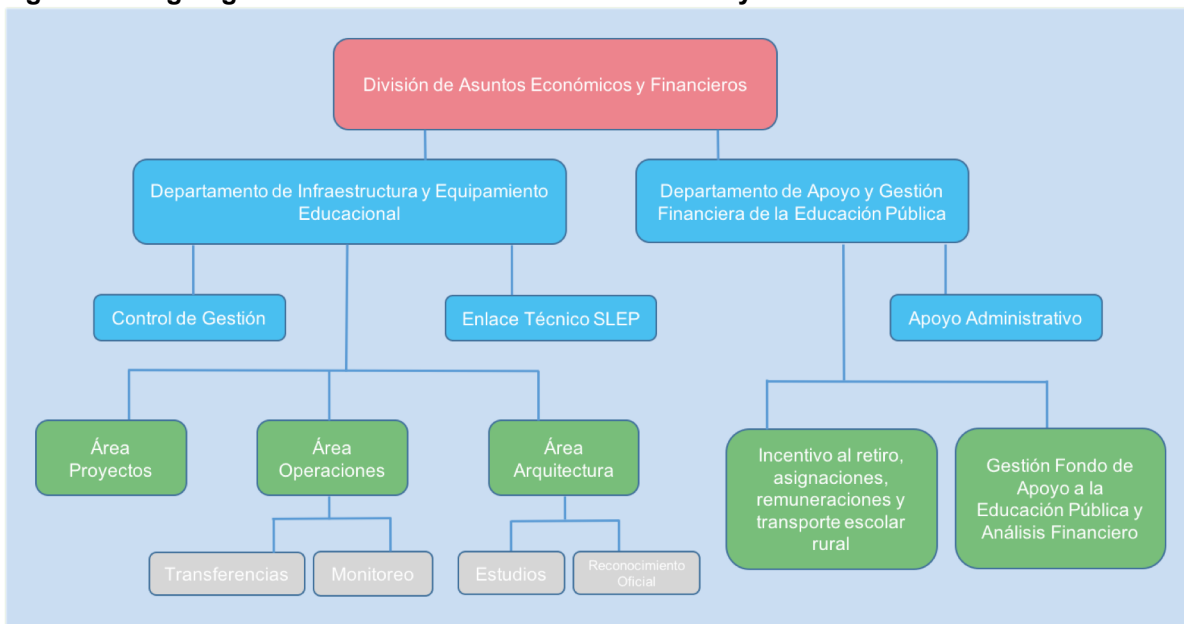 División de Asuntos Económicos y Financieros
Departamento de Infraestructura y Equipamiento
Educacional
Departamento de Apoyo y Gestión
Financiera de la Educación Pública
Control de Gestión
Enlace Técnico SLEP
Apoyo Administrativo
Área
Proyectos
Área
Operaciones
Área
Arquitectura
Incentivo al retiro,
asignaciones,
remuneraciones y
transporte escolar
rural
Gestión Fondo de
Apoyo a la
Educación Pública y
Análisis Financiero
Transferencias
Monitoreo
Estudios
Reconocimiento
Oficial